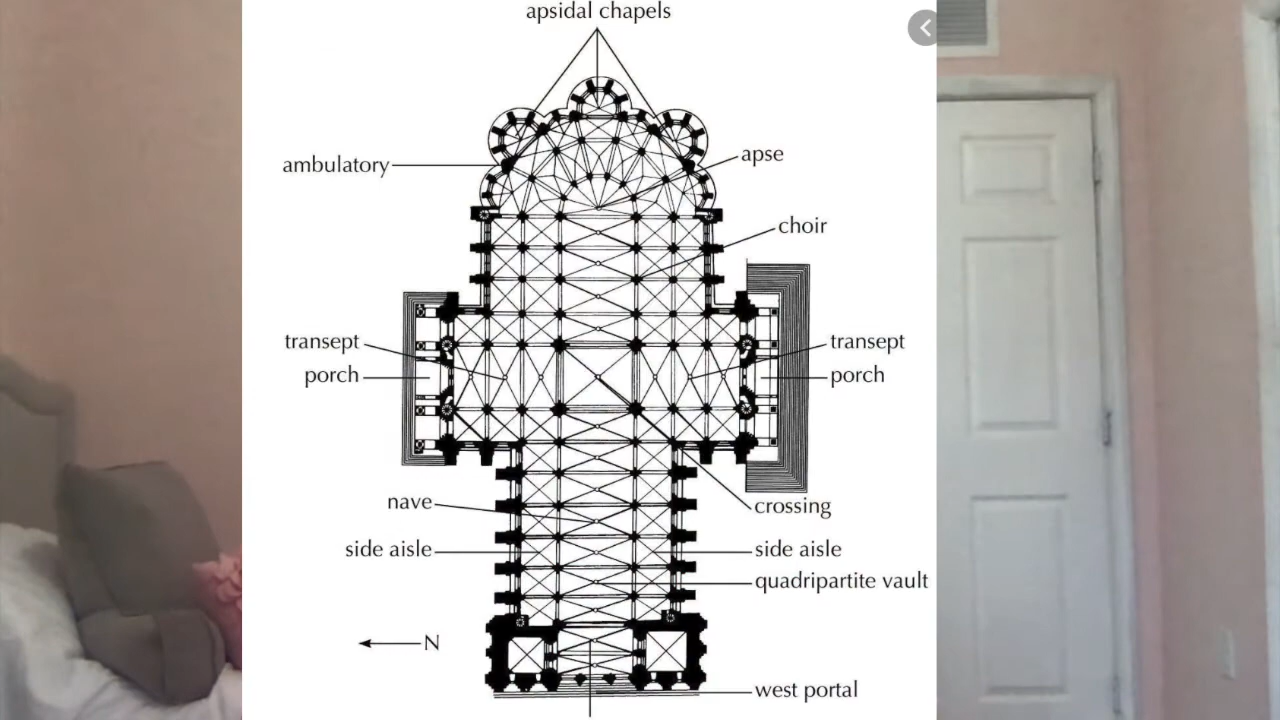 apsidal chapels
ambulatory
apse
choir
transept
transept
porch
porch
nave
crossing
side aisle
side aisle
quadripartite vault
N
west portal